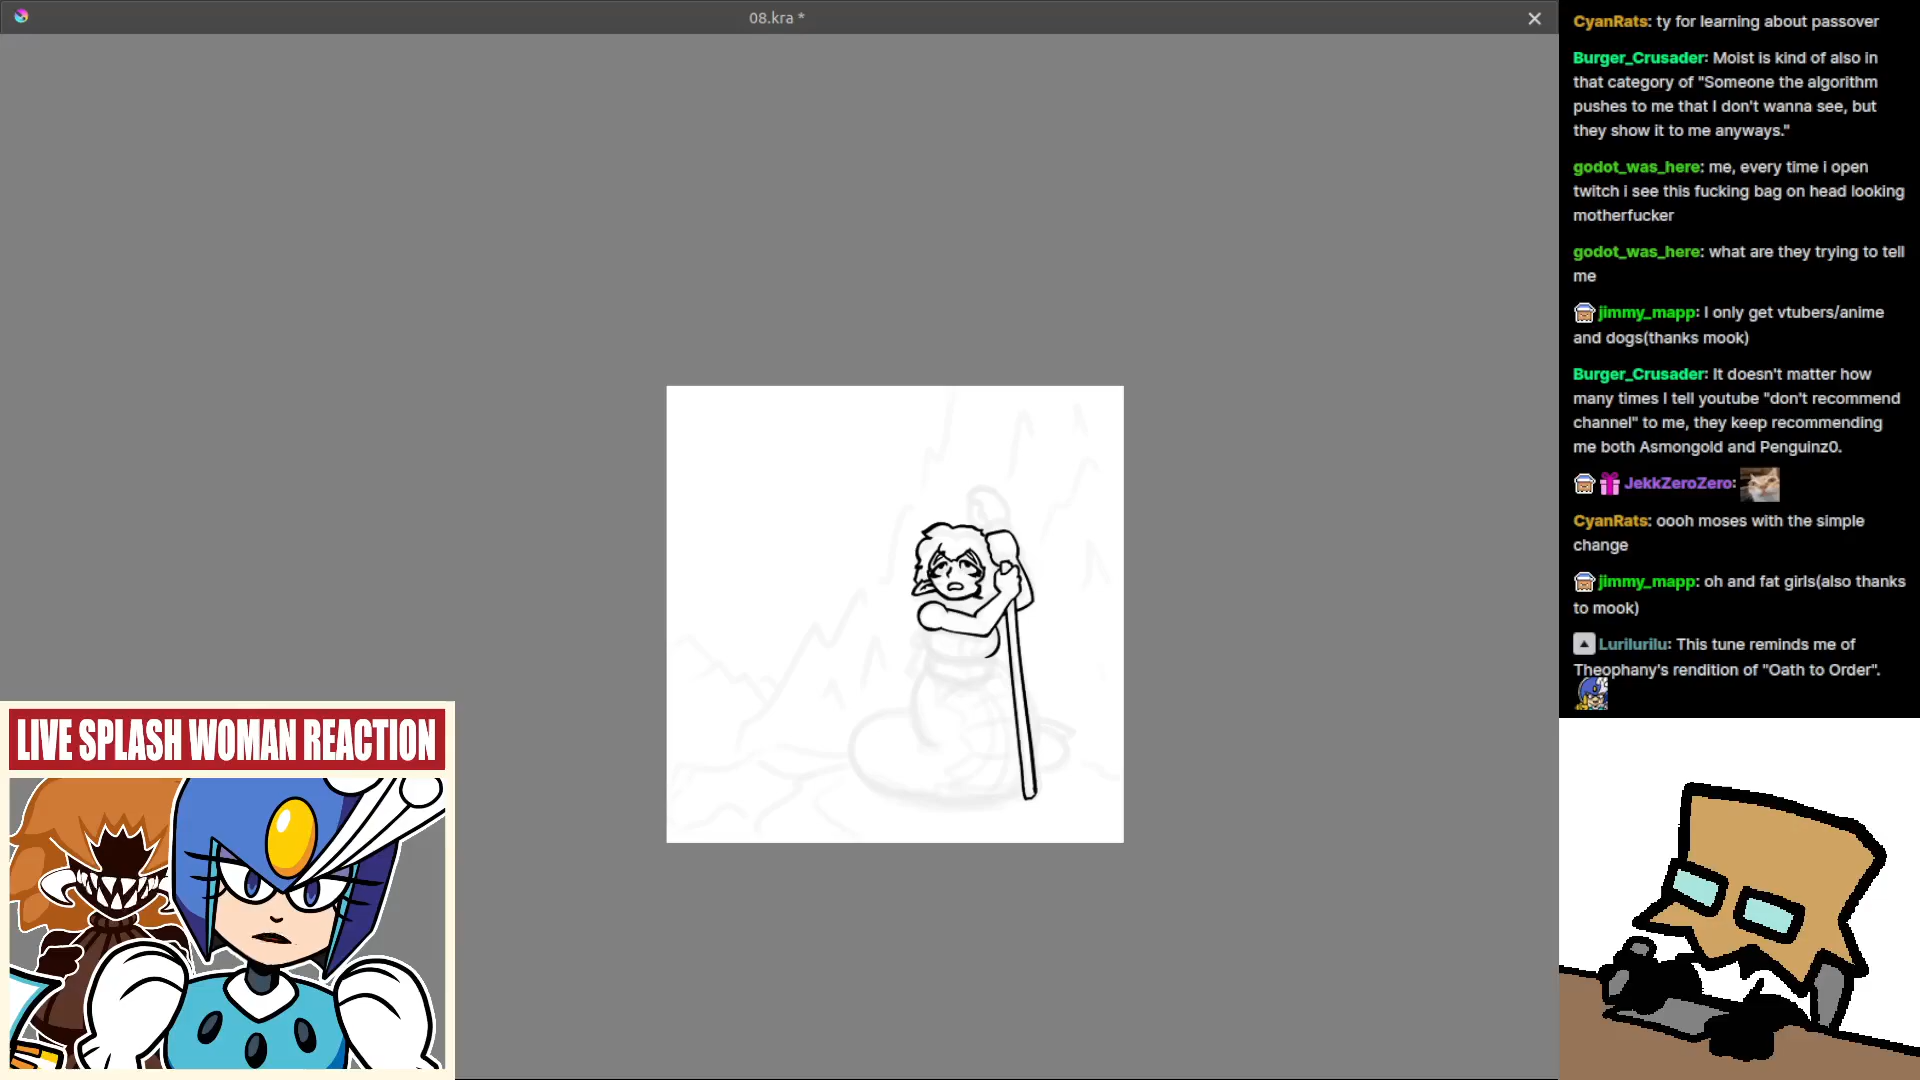 08.kra *
CyanRats: ty for learning about passover
Burger_Crusader: Moist is kind of also in
that category of "Someone the algorithm
pushes to me that I don't wanna see, but
they show it to me anyways."
godot_was_here: me, every time i open
twitch i see this fucking bag on head looking
motherfucker
godot_was_here: what are they trying to tell
me
jimmy_mapp: I only get vtubers/anime
and dogs(thanks mook)
Burger_Crusader: It doesn't matter how
many times I tell youtube "don't recommend
channel" to me, they keep recommending
me both Asmongold and Penguinz0.
JekkZeroZero:
CyanRats: oooh moses with the simple
change
jimmy_mapp: oh and fat girls(also thanks
to mook)
Lurilurilu: This tune reminds me of
Theophany's rendition of "Oath to Order".
LIVE SPLASH WOMAN REACTION